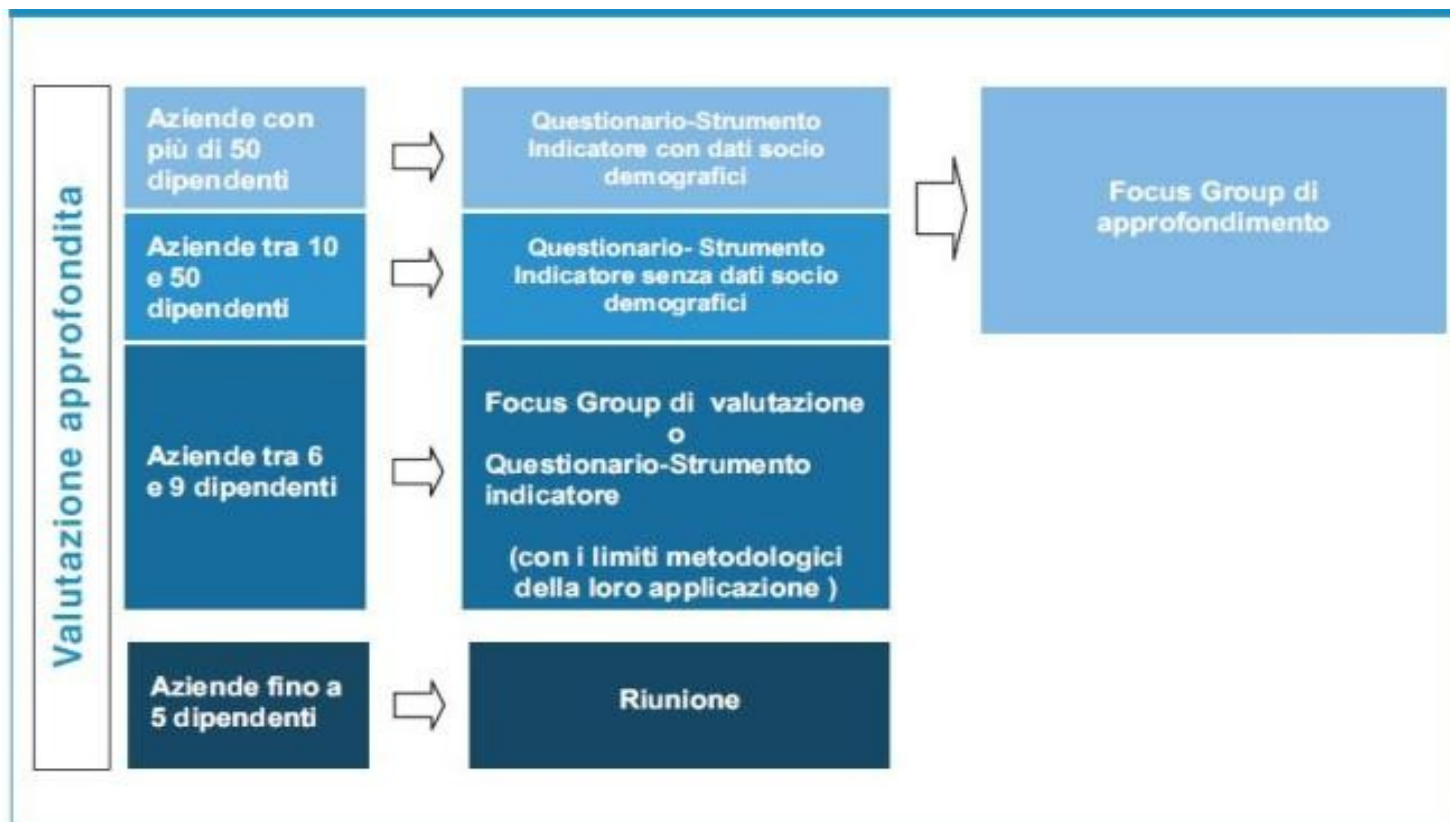 Valutazione approfondita
Aziende con
più di 50
dipendenti
Questionario-Strumento
Indicatore con dati socio
demografici
Focus Group di
approfondimento
Aziende tra 10
e 50
dipendenti
Questionario- Strumento
Indicatore senza dati socio
demografici
Aziende tra 6
e 9 dipendenti
Focus Group di valutazione
o
Questionario-Strumento
indicatore
(con i limiti metodologici
della loro applicazione )
Aziende fino a
5 dipendenti
Riunione